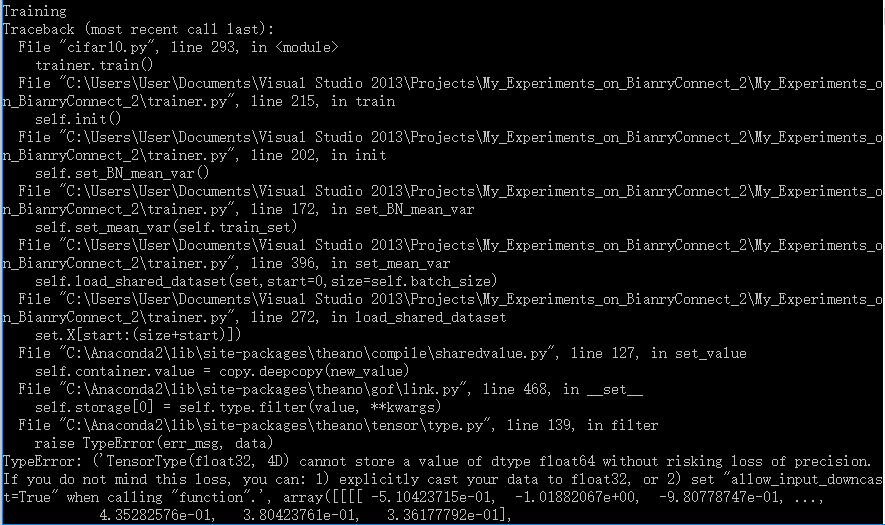 Training
Traceback (most recent call last):
  File "cifar10.py", line 293, in <module>
    trainer.train()
  File "C:\Users\User\Documents\Visual Studio 2013\Projects\My_Experiments_on_BianryConnect_2\My_Experiments_o
n_BianryConnect_2\trainer.py", line 215, in train
    self.init()
  File "C:\Users\User\Documents\Visual Studio 2013\Projects\My_Experiments_on_BianryConnect_2\My_Experiments_o
n_BianryConnect_2\trainer.py", line 202, in init
    self.set_BN_mean_var()
  File "C:\Users\User\Documents\Visual Studio 2013\Projects\My_Experiments_on_BianryConnect_2\My_Experiments_o
n_BianryConnect_2\trainer.py", line 172, in set_BN_mean_var
    self.set_mean_var(self.train_set)
  File "C:\Users\User\Documents\Visual Studio 2013\Projects\My_Experiments_on_BianryConnect_2\My_Experiments_o
n_BianryConnect_2\trainer.py", line 396, in set_mean_var
    self.load_shared_dataset(set,start=0,size=self.batch_size)
  File "C:\Users\User\Documents\Visual Studio 2013\Projects\My_Experiments_on_BianryConnect_2\My_Experiments_o
n_BianryConnect_2\trainer.py", line 272, in load_shared_dataset
    set.X[start:(size+start)])
  File "C:\Anaconda2\lib\site-packages\theano\compile\sharedvalue.py", line 127, in set_value
    self.container.value = copy.deepcopy(new_value)
  File "C:\Anaconda2\lib\site-packages\theano\gof\link.py", line 468, in __set__
    self.storage[0] = self.type.filter(value, **kwargs)
  File "C:\Anaconda2\lib\site-packages\theano\tensor\type.py", line 139, in filter
    raise TypeError(err_msg, data)
TypeError: ('TensorType(float32, 4D) cannot store a value of dtype float64 without risking loss of precision.
If you do not mind this loss, you can: 1) explicitly cast your data to float32, or 2) set "allow_input_downcas
t=True" when calling "function".', array([[[[ -5.10423715e-01,  -1.01882067e+00,  -9.80778747e-01, ...,
           4.35282576e-01,   3.80423761e-01,   3.36177792e-01],